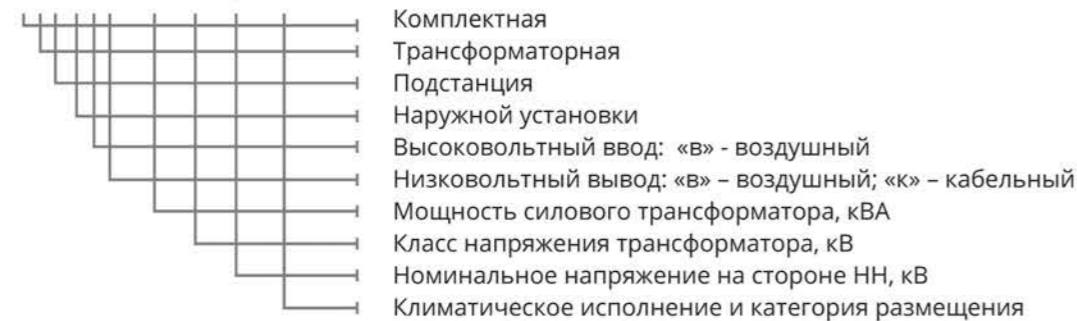 Комплектная
Трансформаторная
Подстанция
Наружной установки
Высоковольтный ввод: «в» - воздушный
Низковольтный вывод: «в» – воздушный; «к» – кабельный
Мощность силового трансформатора, кВА
Класс напряжения трансформатора, кВ
Номинальное напряжение на стороне НН, кВ
Климатическое исполнение и категория размещения